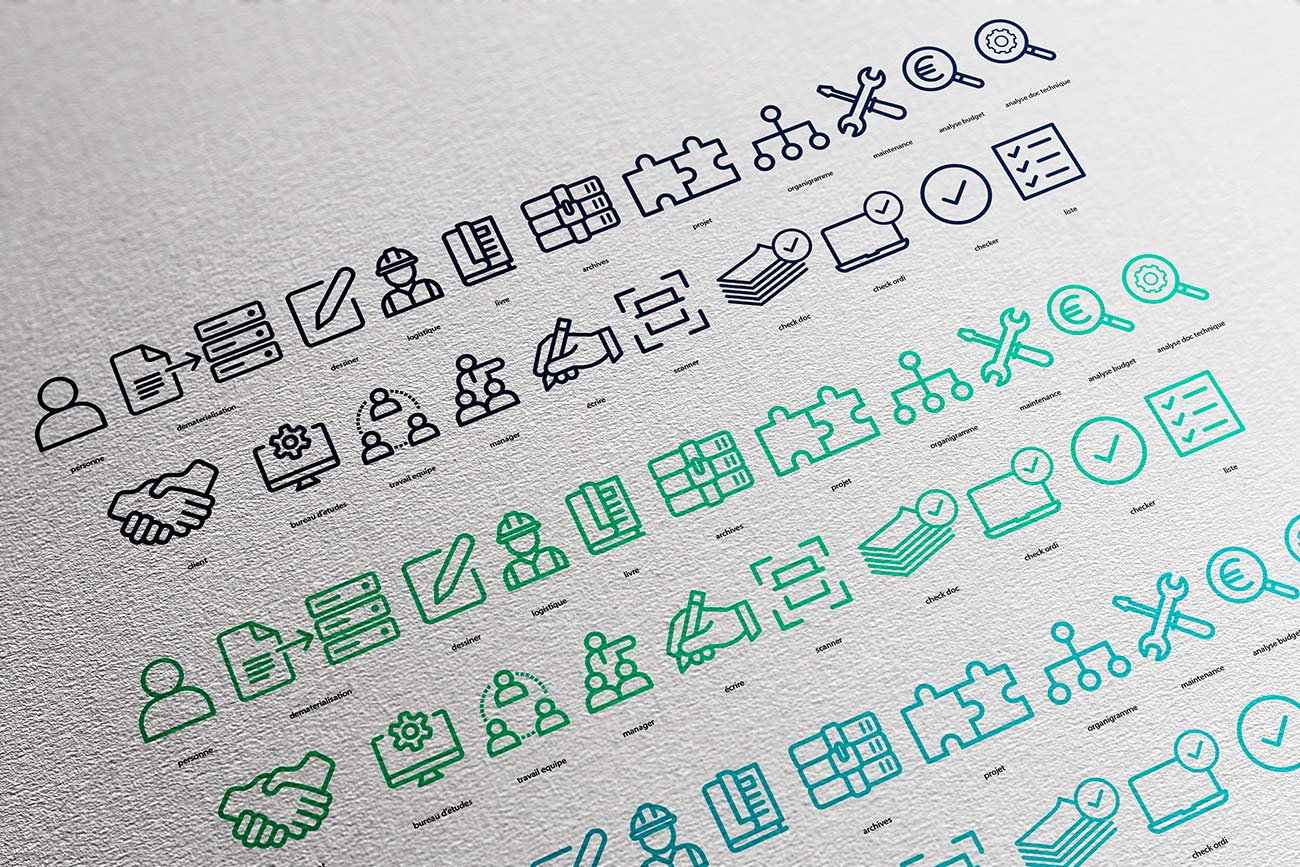 personne
dematerialisation
dessiner
logistique
livre
archives
projet
organigramme
maintenance
analyse budget
analyse doc technique
client
bureau d'études
travail equipe
manager
écrire
scanner
check doc
check ordi
checker
liste
personne
dematerialisation
dessiner
logistique
livre
archives
projet
organigramme
maintenance
analyse budget
analyse doc technique
bureau d'études
travail equipe
manager
écrire
scanner
check doc
check ordi
checker
liste
archives
projet
organigramme
maintenance
analyse
check ordi